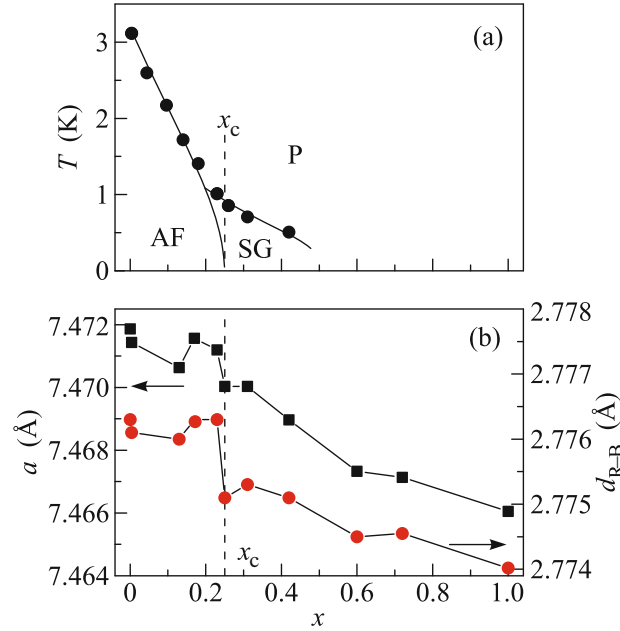 (a)
T (K)
3
2
1
0
x_c
P
AF
SG
(b)
a (Å)
7.472
7.470
7.468
7.466
7.464
2.778
2.777
2.776
2.775
2.774
d_R–B (Å)
x_c
0 0.2 0.4 0.6 0.8 1.0
x